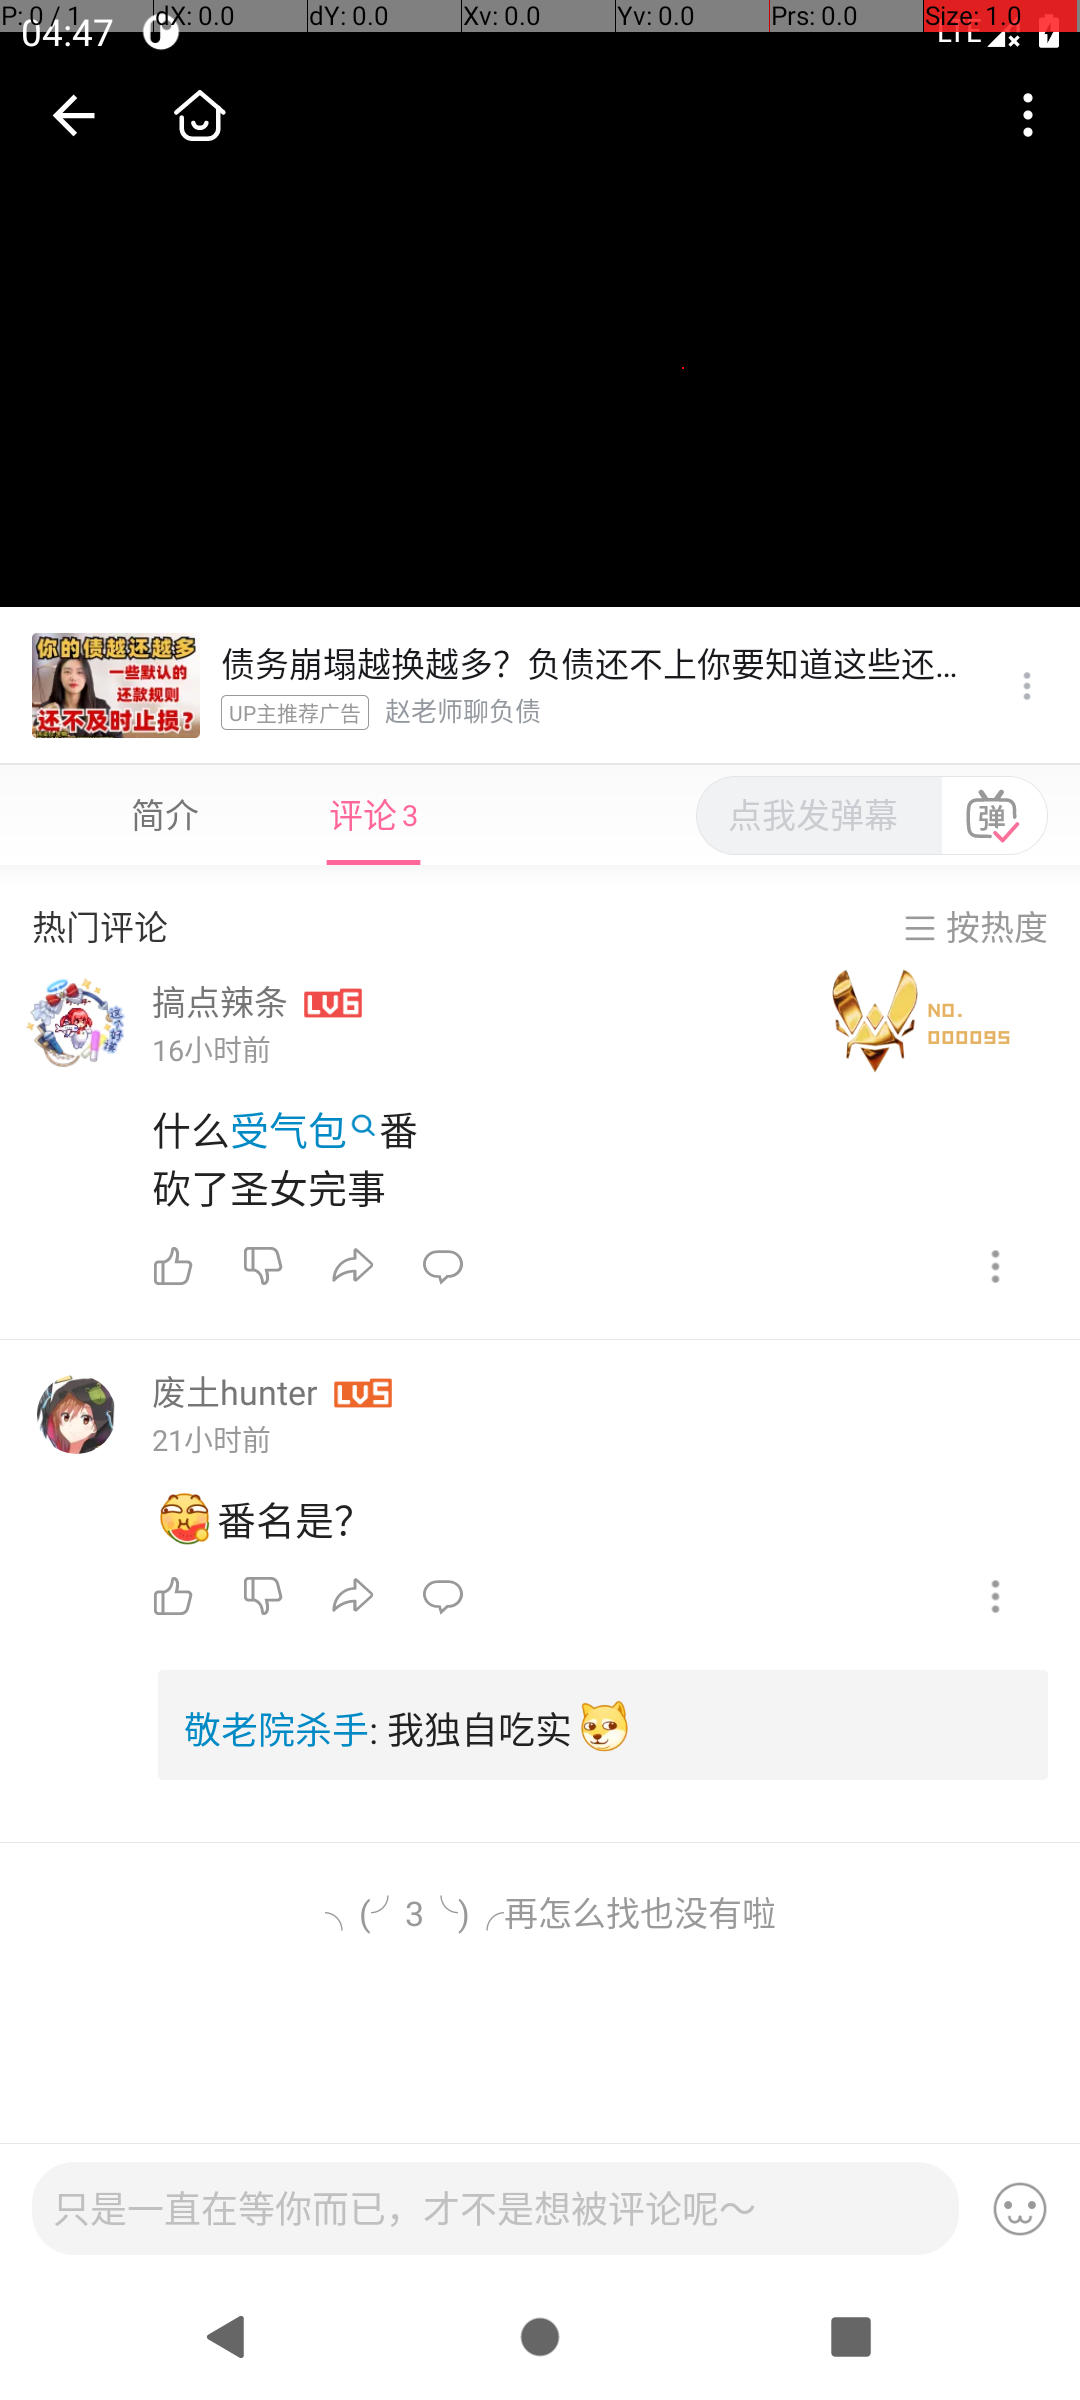 P: 0 / 1 dX: 0.0 dY: 0.0 Xv: 0.0 Yv: 0.0 Prs: 0.0 Size: 1.0
04:47 LTE
你的债越还越多
一些默认的
还款规则
还不及时止损?
债务崩塌越换越多？负债还不上你要知道这些还...
UP主推荐广告 赵老师聊负债
简介 评论 3 点我发弹幕 弹
热门评论 按热度
搞点辣条 LV6
NO.
000095
16小时前
什么受气包番
砍了圣女完事
废土hunter LV5
21小时前
番名是?
敬老院杀手: 我独自吃实
╮(╯3╰)╭再怎么找也没有啦
只是一直在等你而已，才不是想被评论呢～